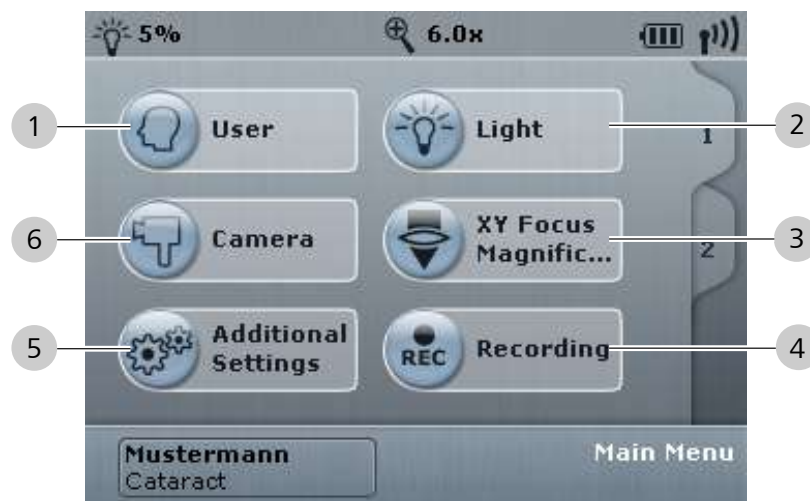 5% 6.0x
1 User Light 2
1
6 Camera XY Focus
Magnific... 3
2
5 Additional
Settings REC Recording 4
Mustermann
Cataract
Main Menu